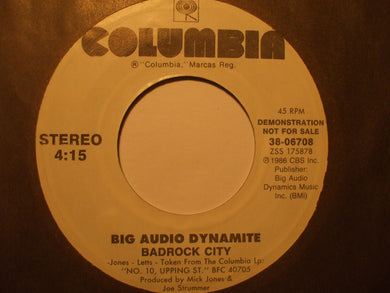 COLUMBIA
® "Columbia," Marcas Reg.
STEREO
4:15
45 RPM
DEMONSTRATION
NOT FOR SALE
38-06708
ZSS 175878
℗ 1986 CBS Inc.
Publisher:
Big Audio
Dynamics Music
Inc. (BMI)
BIG AUDIO DYNAMITE
BADROCK CITY
-Jones - Letts - Taken From The Columbia Lp:
"NO. 10, UPPING ST." BFC 40705
Produced by Mick Jones &
Joe Strummer